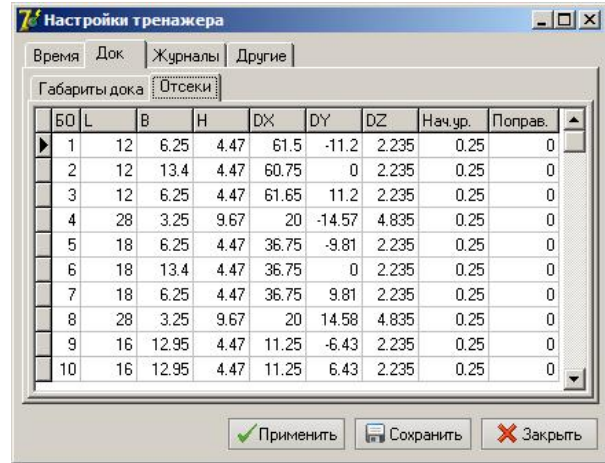 Настройки тренажера
Время Док Журналы Другие
Габариты дока Отсеки
БО L B H DX DY DZ Нач.ур. Поправ.
1 12 6.25 4.47 61.5 -11.2 2.235 0.25 0
2 12 13.4 4.47 60.75 0 2.235 0.25 0
3 12 6.25 4.47 61.65 11.2 2.235 0.25 0
4 28 3.25 9.67 20 -14.57 4.835 0.25 0
5 18 6.25 4.47 36.75 -9.81 2.235 0.25 0
6 18 13.4 4.47 36.75 0 2.235 0.25 0
7 18 6.25 4.47 36.75 9.81 2.235 0.25 0
8 28 3.25 9.67 20 14.58 4.835 0.25 0
9 16 12.95 4.47 11.25 -6.43 2.235 0.25 0
10 16 12.95 4.47 11.25 6.43 2.235 0.25 0
Применить Сохранить Закрыть